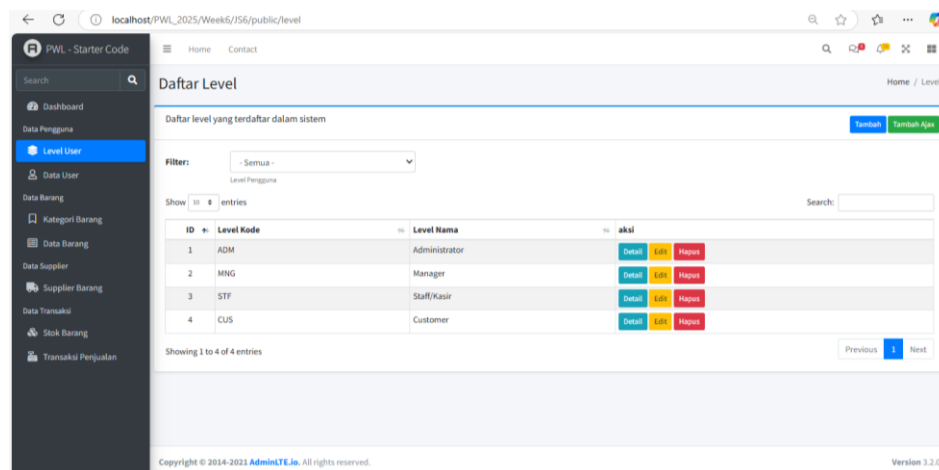 localhost/PWL_2025/Week6/JS6/public/level
PWL - Starter Code
Home Contact
Search
Dashboard
Data Pengguna
Level User
Data User
Data Barang
Kategori Barang
Data Barang
Data Supplier
Supplier Barang
Data Transaksi
Stok Barang
Transaksi Penjualan
Daftar Level
Home / Level
Daftar level yang terdaftar dalam sistem
Tambah Tambah Ajax
Filter: - Semua -
Level Pengguna
Show 10 entries
Search:
ID Level Kode Level Nama aksi
1 ADM Administrator Detail Edit Hapus
2 MNG Manager Detail Edit Hapus
3 STF Staff/Kasir Detail Edit Hapus
4 CUS Customer Detail Edit Hapus
Showing 1 to 4 of 4 entries
Previous 1 Next
Copyright © 2014-2021 AdminLTE.io. All rights reserved.
Version 3.2.0